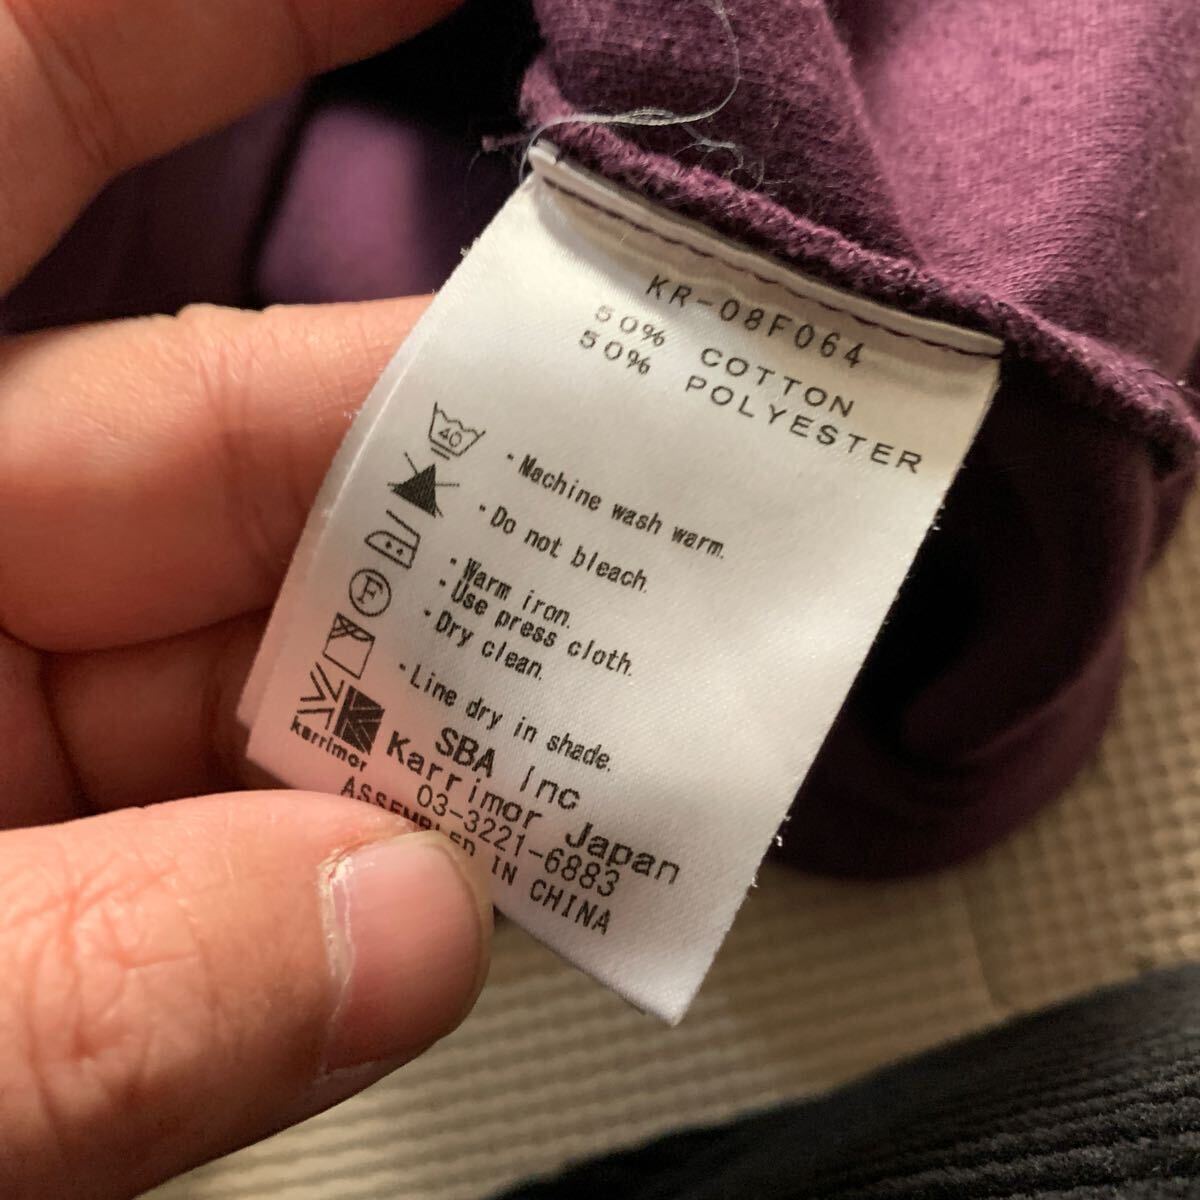 KR-08F064
50% COTTON
50% POLYESTER
40
・Machine wash warm.
・Do not bleach.
・Warm iron.
・Use press cloth.
F
・Dry clean.
・Line dry in shade.
karrimor
SBA Inc
Karrimor Japan
03-3221-6883
ASSEMBLED IN CHINA